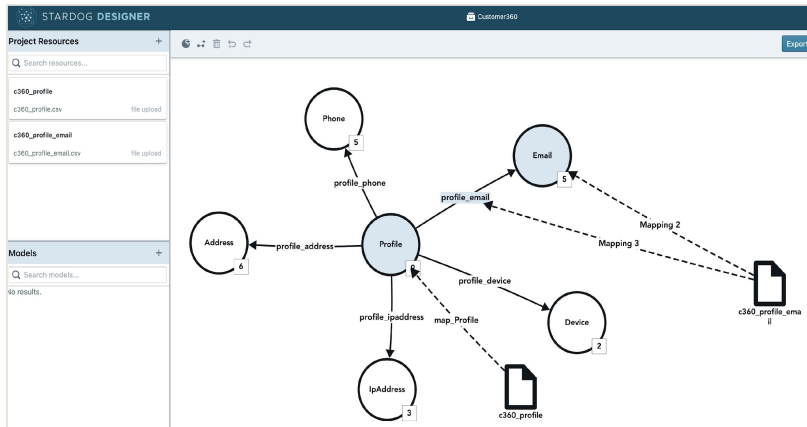 STARDOG DESIGNER
Customer360
Project Resources +
Export
Search resources...
c360_profile
c360_profile.csv file upload
c360_profile_email
c360_profile_email.csv file upload
Models +
Search models...
No results.
Phone
5
Email
5
profile_phone
profile_email
Mapping 2
Mapping 3
Address
6
profile_address
Profile
profile_device
c360_profile_ema
il
profile_ipaddress
map_Profile
Device
2
IpAddress
3
c360_profile